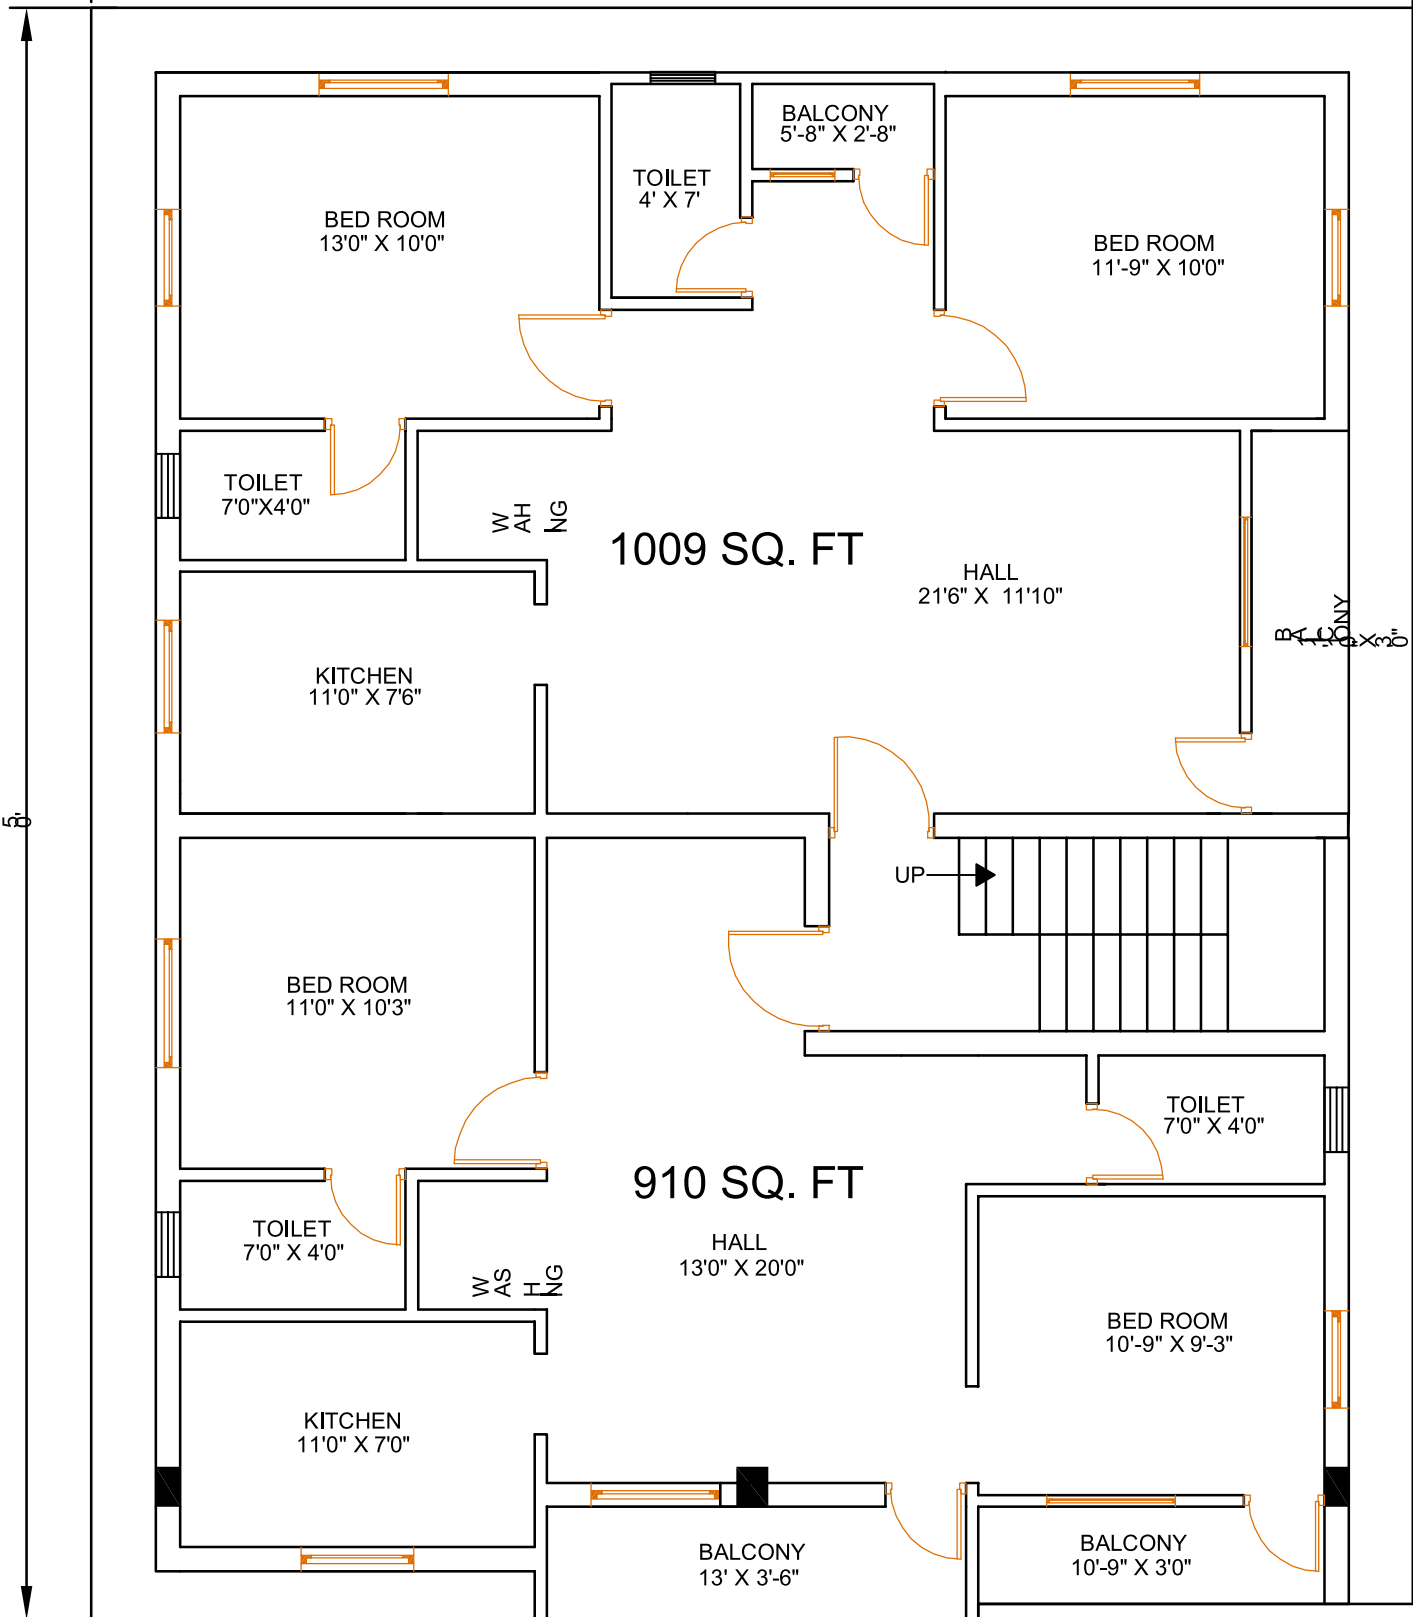 BALCONY
5'-8" X 2'-8"
TOILET
4' X 7'
BED ROOM
13'0" X 10'0"
BED ROOM
11'-9" X 10'0"
TOILET
7'0"X4'0"
W
AH
NG
1009 SQ. FT
HALL
21'6" X 11'10"
KITCHEN
11'0" X 7'6"
UP
BED ROOM
11'0" X 10'3"
TOILET
7'0" X 4'0"
910 SQ. FT
TOILET
7'0" X 4'0"
HALL
13'0" X 20'0"
W
AS
H
NG
BED ROOM
10'-9" X 9'-3"
KITCHEN
11'0" X 7'0"
BALCONY
13' X 3'-6"
BALCONY
10'-9" X 3'0"